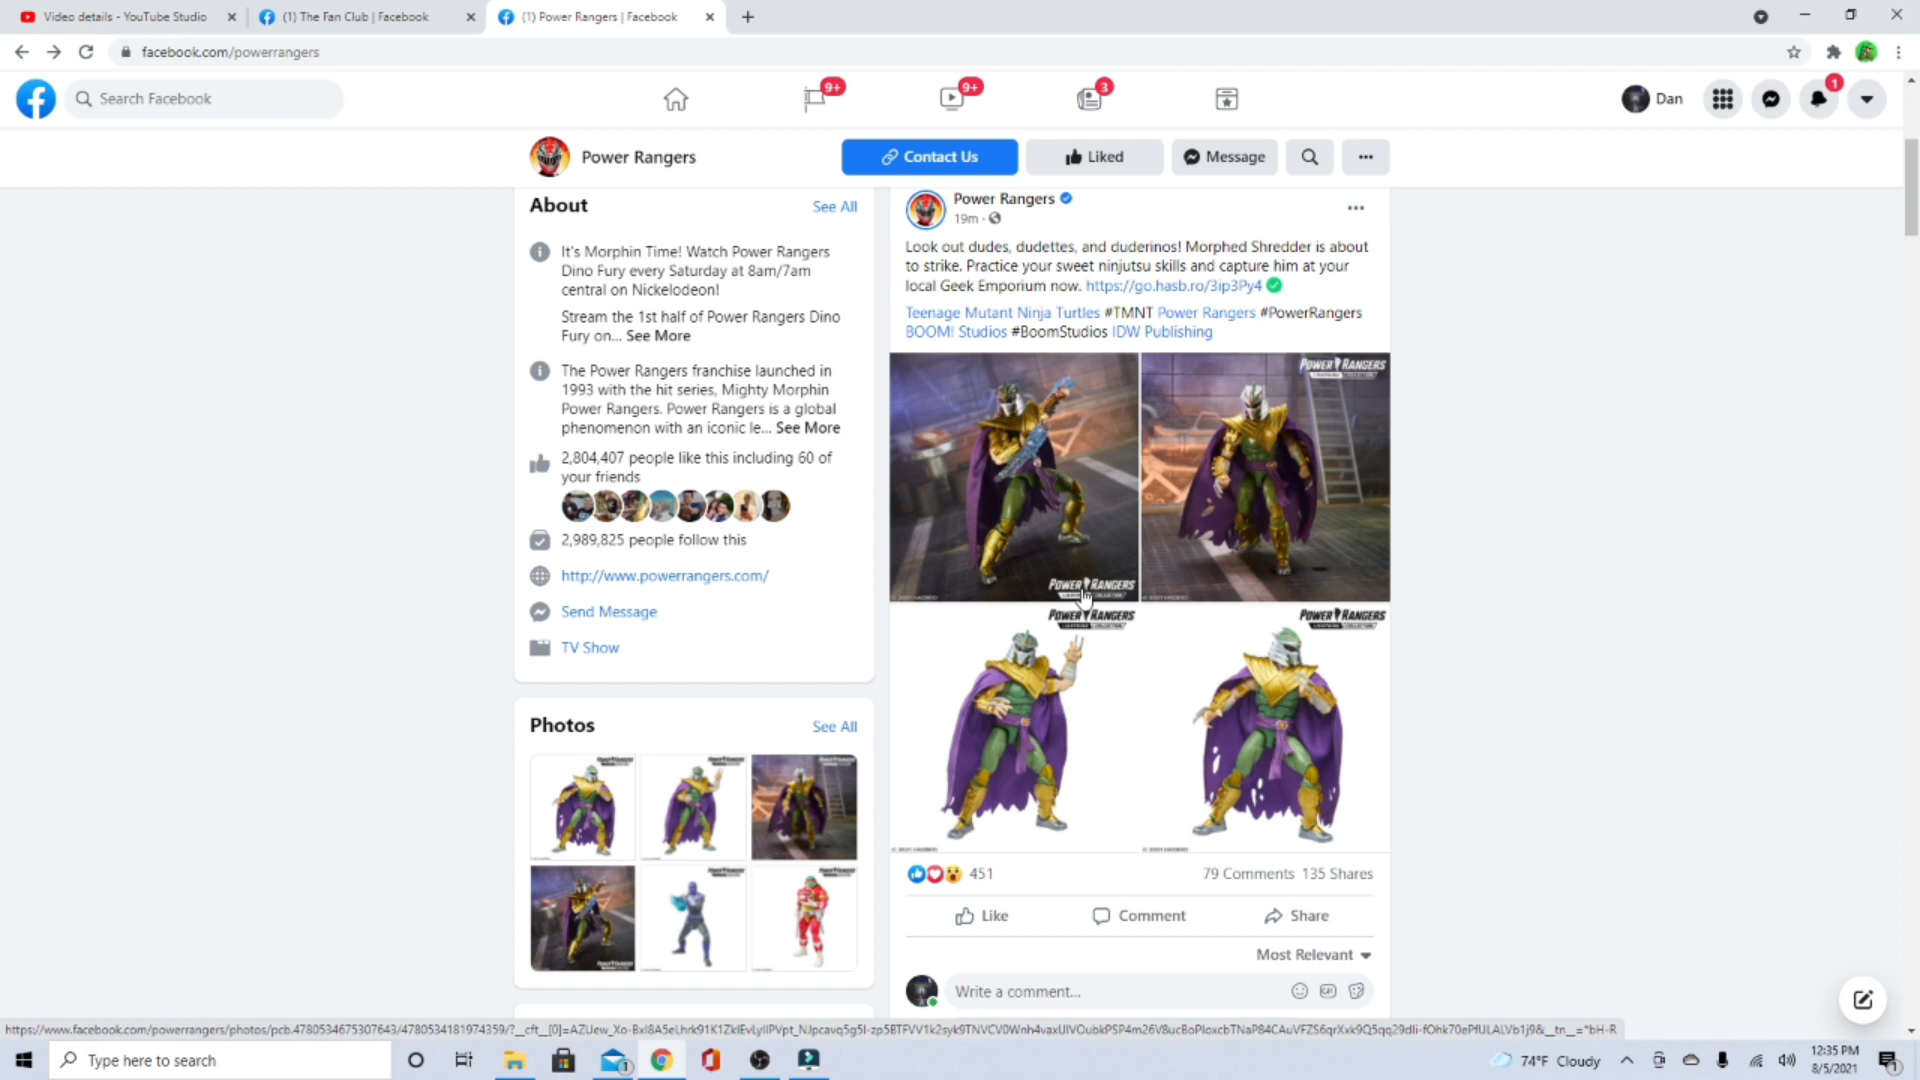 Video details - YouTube Studio
(1) The Fan Club | Facebook
(1) Power Rangers | Facebook
facebook.com/powerrangers
Search Facebook
9+
9+
3
Dan
1
Power Rangers
Contact Us
Liked
Message
About
See All
It's Morphin Time! Watch Power Rangers
Dino Fury every Saturday at 8am/7am
central on Nickelodeon!
Stream the 1st half of Power Rangers Dino
Fury on... See More
The Power Rangers franchise launched in
1993 with the hit series, Mighty Morphin
Power Rangers. Power Rangers is a global
phenomenon with an iconic le... See More
2,804,407 people like this including 60 of
your friends
2,989,825 people follow this
http://www.powerrangers.com/
Send Message
TV Show
Photos
See All
Power Rangers
19m
Look out dudes, dudettes, and duderinos! Morphed Shredder is about
to strike. Practice your sweet ninjutsu skills and capture him at your
local Geek Emporium now. https://go.hasb.ro/3ip3Py4
Teenage Mutant Ninja Turtles #TMNT Power Rangers #PowerRangers
BOOM! Studios #BoomStudios IDW Publishing
POWER RANGERS
POWER RANGERS
POWER RANGERS
POWER RANGERS
451
79 Comments 135 Shares
Like
Comment
Share
Most Relevant
Write a comment...
Type here to search
74°F Cloudy
12:35 PM
8/5/2021